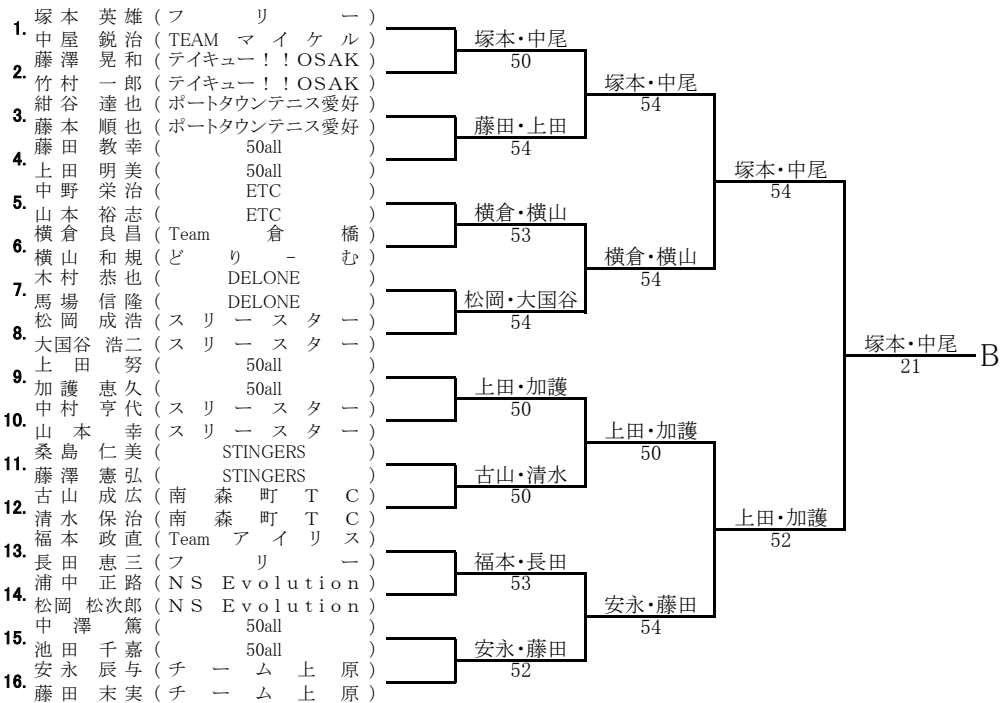 1. 塚本 英雄 (フリー)
中屋 鋭治 (TEAM マイケル)
2. 藤澤 晃和 (テイキュー！！OSAK)
竹村 一郎 (テイキュー！！OSAK)
3. 紺谷 達也 (ポートタウンテニス愛好)
藤本 順也 (ポートタウンテニス愛好)
4. 藤田 教幸 (50all)
上田 明美 (50all)
5. 中野 栄治 (ETC)
山本 裕志 (ETC)
6. 横倉 良昌 (Team 倉橋)
横山 和規 (どり－む)
7. 木村 恭也 (DELONE)
馬場 信隆 (DELONE)
8. 松岡 成浩 (スリースター)
大国谷 浩二 (スリースター)
9. 上田 努 (50all)
加護 恵久 (50all)
10. 中村 亨代 (スリースター)
山本 幸 (スリースター)
11. 桑島 仁美 (STINGERS)
藤澤 憲弘 (STINGERS)
12. 古山 成広 (南森町TC)
清水 保治 (南森町TC)
13. 福本 政直 (Team アイリス)
長田 恵三 (フリー)
14. 浦中 正路 (NS Evolution)
松岡 松次郎 (NS Evolution)
15. 中澤 篤 (50all)
池田 千嘉 (50all)
16. 安永 辰与 (チーム上原)
藤田 末実 (チーム上原)
塚本・中尾
50
藤田・上田
54
横倉・横山
53
松岡・大国谷
54
上田・加護
50
古山・清水
50
福本・長田
53
安永・藤田
52
塚本・中尾
54
横倉・横山
54
上田・加護
50
安永・藤田
54
塚本・中尾
54
上田・加護
52
塚本・中尾
21
B